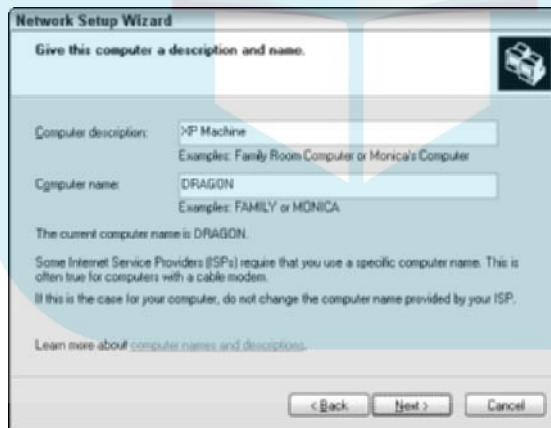 Network Setup Wizard
Give this computer a description and name.
Computer description:
XP Machine
Examples: Family Room Computer or Monica's Computer
Computer name:
DRAGON
Examples: FAMILY or MONICA
The current computer name is DRAGON.
Some Internet Service Providers (ISPs) require that you use a specific computer name. This is
often true for computers with a cable modem.
If this is the case for your computer, do not change the computer name provided by your ISP.
Learn more about computer names and descriptions.
< Back
Next >
Cancel